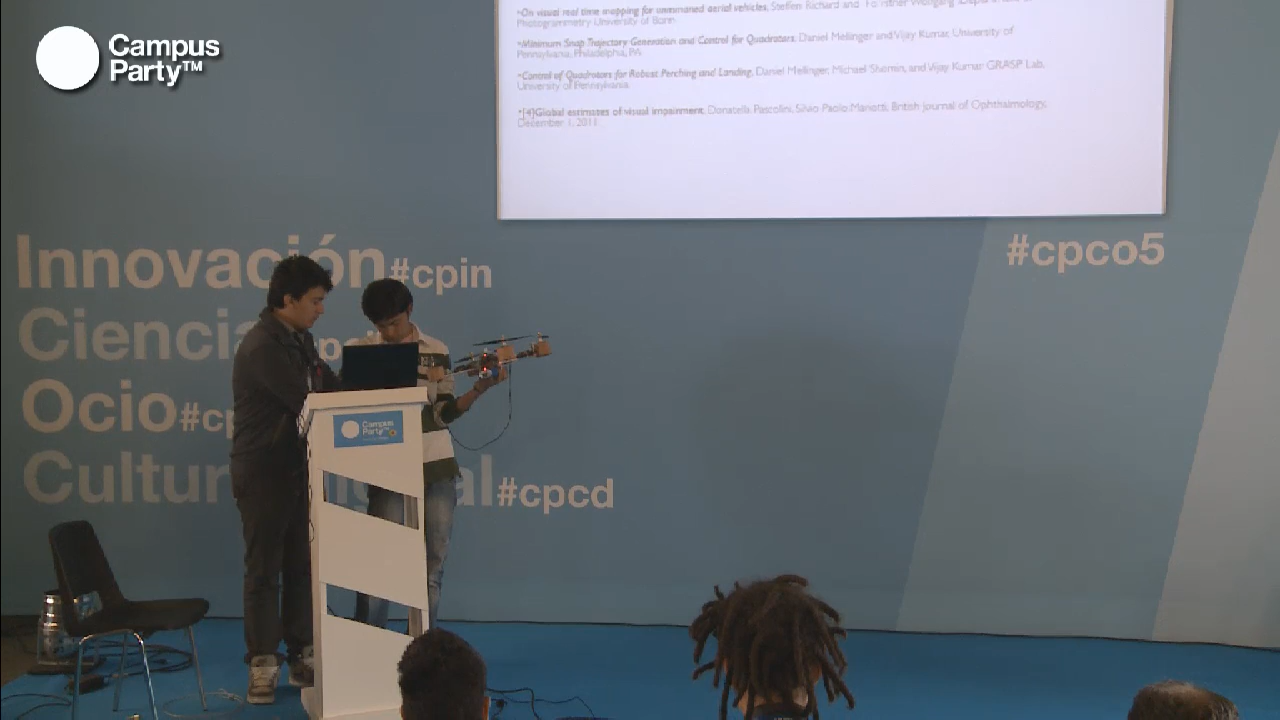 Campus
Party™
•On visual real time mapping for unmanned aerial vehicles, Steffen Richard and Förstner Wolfgang
Photogrammetry University of Bonn
•Minimum Snap Trajectory Generation and Control for Quadrotors, Daniel Mellinger and Vijay Kumar, University of
Pennsylvania, Philadelphia, PA
•Control of Quadrotors for Robust Perching and Landing, Daniel Mellinger, Michael Shomin, and Vijay Kumar GRASP Lab,
University of Pennsylvania
•[4]Global estimates of visual impairment, Donatella Pascolini, Silvio Paolo Mariotti, British Journal of Ophthalmology,
December 1, 2011
#cpco5
Innovación#cpin
Ciencia
Ocio#cp
Cultur al#cpcd
Campus
Party™